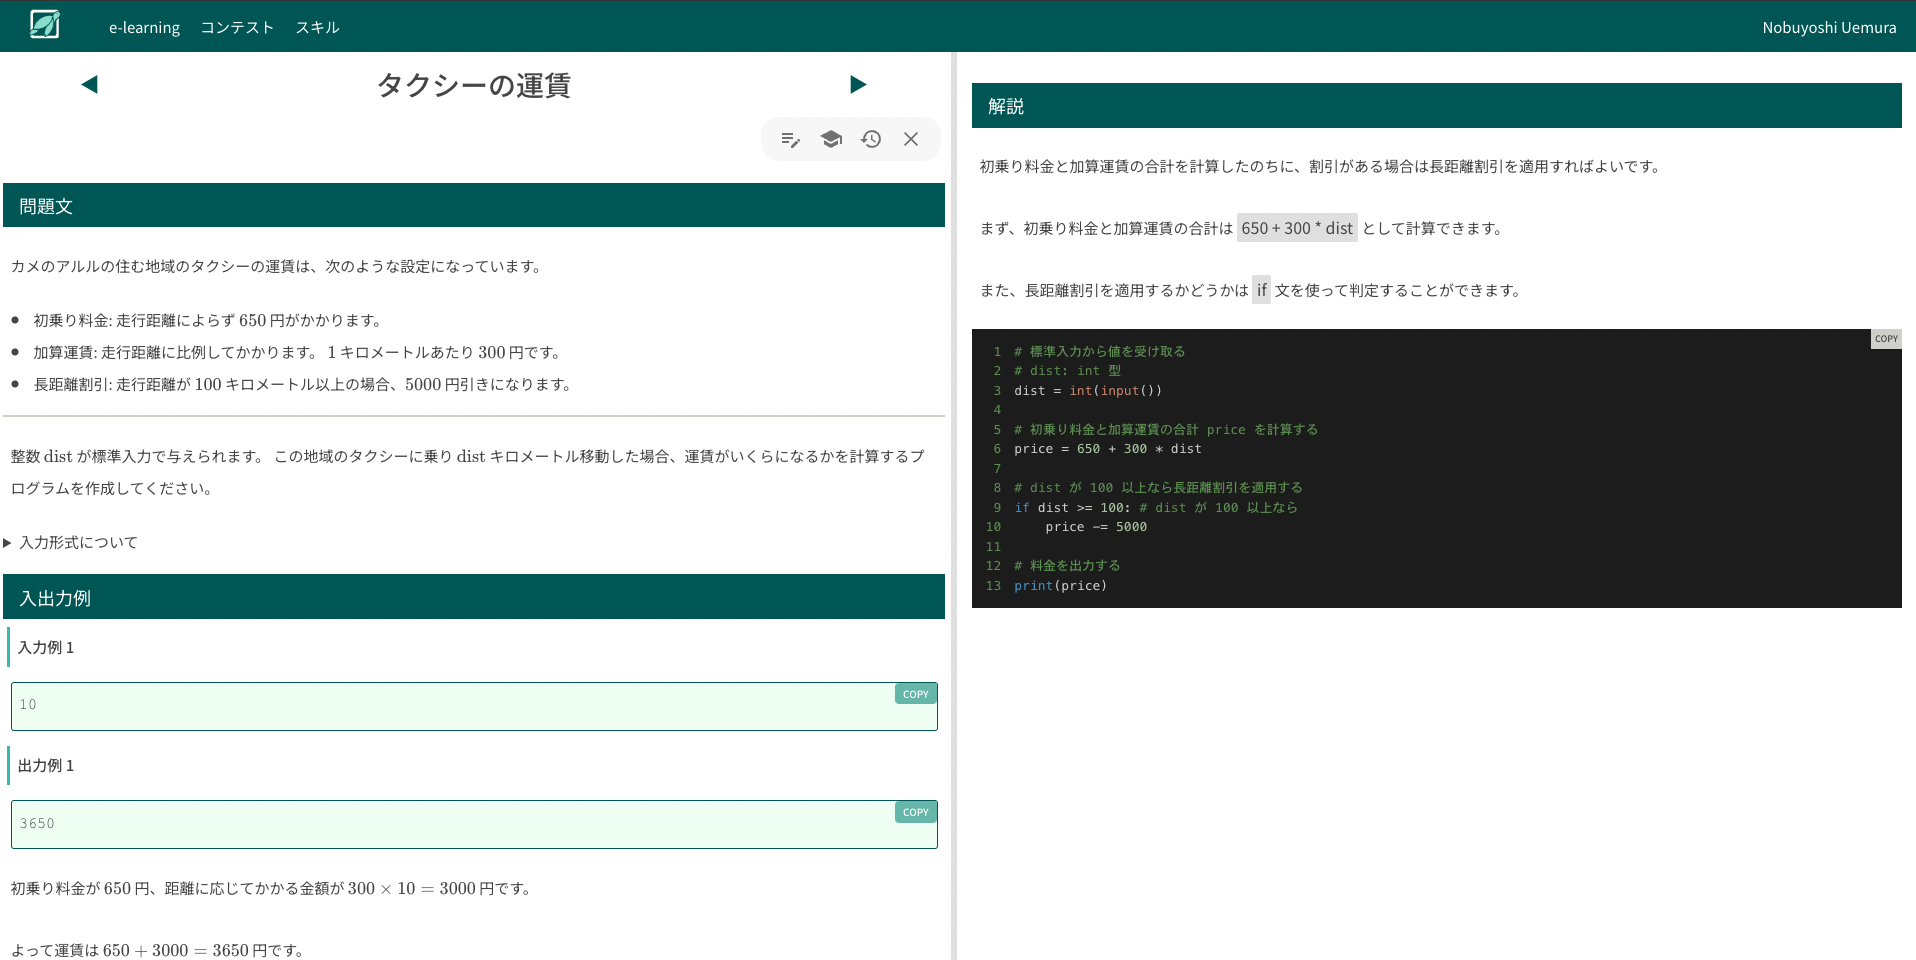 e-learning コンテスト スキル Nobuyoshi Uemura
タクシーの運賃
問題文
カメのアルルの住む地域のタクシーの運賃は、次のような設定になっています。
初乗り料金: 走行距離によらず 650 円がかかります。
加算運賃: 走行距離に比例してかかります。 1 キロメートルあたり 300 円です。
長距離割引: 走行距離が 100 キロメートル以上の場合、5000 円引きになります。
整数 dist が標準入力で与えられます。 この地域のタクシーに乗り dist キロメートル移動した場合、運賃がいくらになるかを計算するプ
ログラムを作成してください。
入力形式について
入出力例
入力例 1
COPY
10
出力例 1
COPY
3650
初乗り料金が 650 円、距離に応じてかかる金額が 300 × 10 = 3000 円です。
よって運賃は 650 + 3000 = 3650 円です。
解説
初乗り料金と加算運賃の合計を計算したのちに、割引がある場合は長距離割引を適用すればよいです。
まず、初乗り料金と加算運賃の合計は 650 + 300 * dist として計算できます。
また、長距離割引を適用するかどうかは if 文を使って判定することができます。
COPY
1 # 標準入力から値を受け取る
2 # dist: int 型
3 dist = int(input())
4
5 # 初乗り料金と加算運賃の合計 price を計算する
6 price = 650 + 300 * dist
7
8 # dist が 100 以上なら長距離割引を適用する
9 if dist >= 100: # dist が 100 以上なら
10     price -= 5000
11
12 # 料金を出力する
13 print(price)